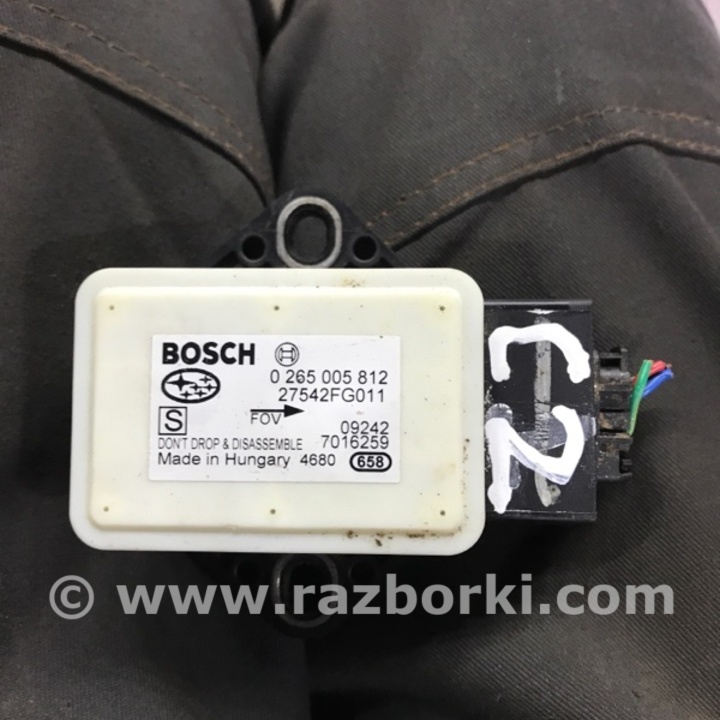 BOSCH
0 265 005 812
27542FG011
S
FOV
09242
DON'T DROP & DISASSEMBLE 7016259
Made in Hungary 4680 658
C2
© www.razborki.com